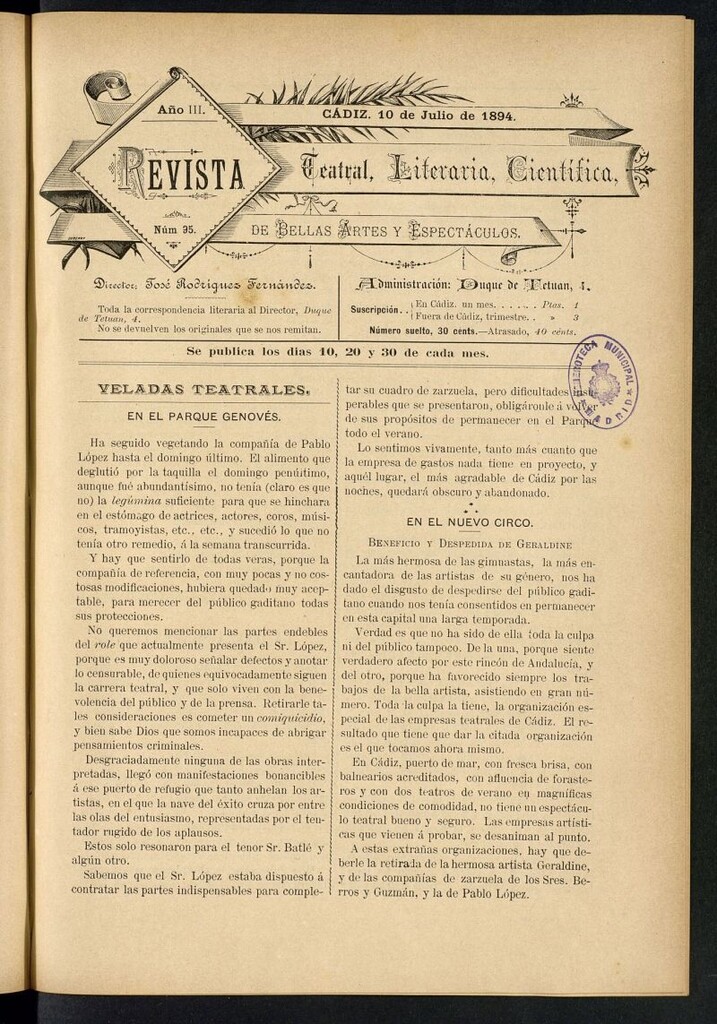 Año III.
CÁDIZ. 10 de Julio de 1894.
REVISTA
Teatral, Literaria, Científica,
Núm 95.
DE BELLAS ARTES Y ESPECTÁCULOS.
Director: José Rodríguez Fernández.
Toda la correspondencia literaria al Director, Duque
de Tetuan, 4.
No se devuelven los originales que se nos remitan.
Administración: Duque de Tetuan, 4.
Suscripción. . En Cádiz. un mes. . . . . . Ptas. 1
Fuera de Cádiz, trimestre. . » 3
Número suelto, 30 cents.—Atrasado, 40 cénts.
Se publica los dias 10, 20 y 30 de cada mes.
HEMEROTECA MUNICIPAL
MADRID
VELADAS TEATRALES.
EN EL PARQUE GENOVÉS.
Ha seguido vegetando la compañía de Pablo
López hasta el domingo último. El alimento que
deglutió por la taquilla el domingo penúltimo,
aunque fué abundantísimo, no tenía (claro es que
no) la legúmina suficiente para que se hinchara
en el estómago de actrices, actores, coros, músi-
cos, tramoyistas, etc., etc., y sucedió lo que no
tenía otro remedio, á la semana transcurrida.
Y hay que sentirlo de todas veras, porque la
compañía de referencia, con muy pocas y no cos-
tosas modificaciones, hubiera quedado muy acep-
table, para merecer del público gaditano todas
sus protecciones.
No queremos mencionar las partes endebles
del role que actualmente presenta el Sr. López,
porque es muy doloroso señalar defectos y anotar
lo censurable, de quienes equivocadamente siguen
la carrera teatral, y que solo viven con la bene-
volencia del público y de la prensa. Retirarle ta-
les consideraciones es cometer un comiquicidio,
y bien sabe Dios que somos incapaces de abrigar
pensamientos criminales.
Desgraciadamente ninguna de las obras inter-
pretadas, llegó con manifestaciones bonancibles
á ese puerto de refugio que tanto anhelan los ar-
tistas, en el que la nave del éxito cruza por entre
las olas del entusiasmo, representadas por el ten-
tador rugido de los aplausos.
Estos solo resonaron para el tenor Sr. Batlé y
algún otro.
Sabemos que el Sr. López estaba dispuesto á
contratar las partes indispensables para comple-
tar su cuadro de zarzuela, pero dificultades insu-
perables que se presentaron, obligáronle á volver
de sus propósitos de permanecer en el Parque
todo el verano.
Lo sentimos vivamente, tanto más cuanto que
la empresa de gastos nada tiene en proyecto, y
aquél lugar, el más agradable de Cádiz por las
noches, quedará obscuro y abandonado.
EN EL NUEVO CIRCO.
BENEFICIO Y DESPEDIDA DE GERALDINE
La más hermosa de las gimnastas, la más en-
cantadora de las artistas de su género, nos ha
dado el disgusto de despedirse del público gadi-
tano cuando nos tenía consentidos en permanecer
en esta capital una larga temporada.
Verdad es que no ha sido de ella toda la culpa
ni del público tampoco. De la una, porque siente
verdadero afecto por este rincón de Andalucía, y
del otro, porque ha favorecido siempre los tra-
bajos de la bella artista, asistiendo en gran nú-
mero. Toda la culpa la tiene, la organización es-
pecial de las empresas teatrales de Cádiz. El re-
sultado que tiene que dar la citada organización
es el que tocamos ahora mismo.
En Cádiz, puerto de mar, con fresca brisa, con
balnearios acreditados, con afluencia de foraste-
ros y con dos teatros de verano en magníficas
condiciones de comodidad, no tiene un espectácu-
lo teatral bueno y seguro. Las empresas artísti-
cas que vienen á probar, se desaniman al punto.
A estas extrañas organizaciones, hay que de-
berle la retirada de la hermosa artista Geraldine,
y de las compañías de zarzuela de los Sres. Be-
rros y Guzmán, y la de Pablo López.